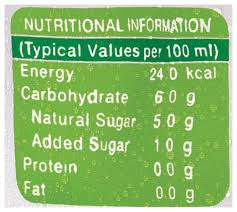 NUTRITIONAL INFORMATION
(Typical Values per 100 ml)
Energy 24.0 kcal
Carbohydrate 6.0 g
Natural Sugar 5.0 g
Added Sugar 1.0 g
Protein 0.0 g
Fat 0.0 g